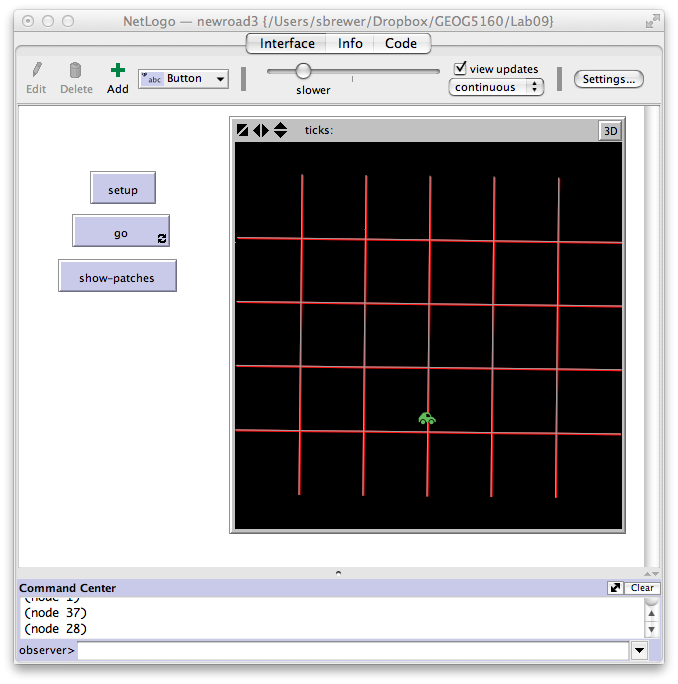 NetLogo — newroad3 {/Users/sbrewer/Dropbox/GEOG5160/Lab09}
Interface Info Code
Edit Delete Add abc Button slower view updates continuous Settings...
ticks: 3D
setup
go
show-patches
Command Center Clear
(node 1)
(node 37)
(node 28)
observer>